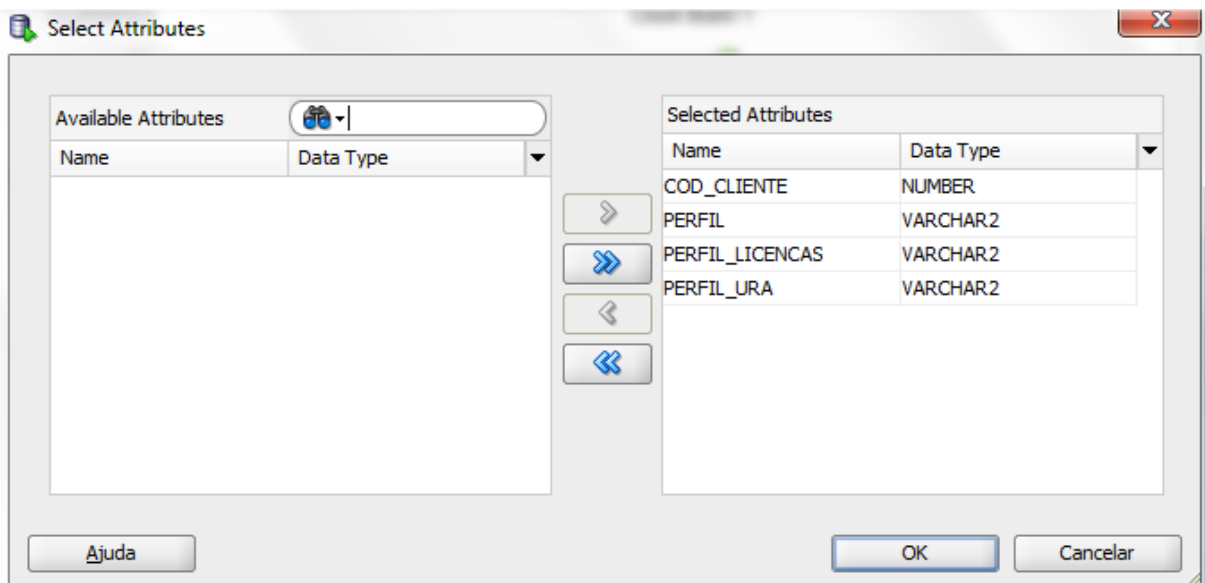 Select Attributes
Available Attributes
Name Data Type
Selected Attributes
Name Data Type
COD_CLIENTE NUMBER
PERFIL VARCHAR2
PERFIL_LICENCAS VARCHAR2
PERFIL_URA VARCHAR2
Ajuda OK Cancelar